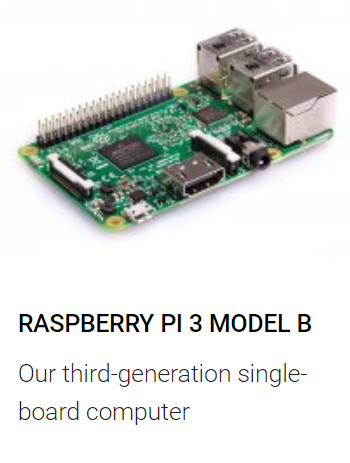 RASPBERRY PI 3 MODEL B
Our third-generation single-
board computer